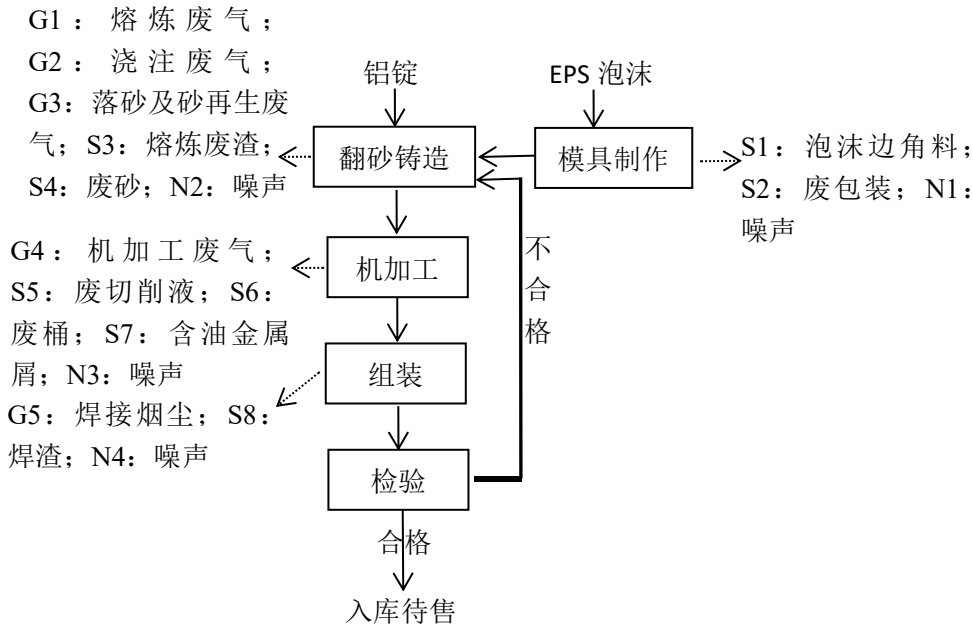 G1：熔炼废气；
G2：浇注废气；
G3：落砂及砂再生废
气；S3：熔炼废渣；
S4：废砂；N2：噪声
铝锭
EPS 泡沫
翻砂铸造
模具制作
S1：泡沫边角料；
S2：废包装；N1：
噪声
G4：机加工废气；
S5：废切削液；S6：
废桶；S7：含油金属
屑；N3：噪声
机加工
不
合
格
组装
G5：焊接烟尘；S8：
焊渣；N4：噪声
检验
合格
入库待售